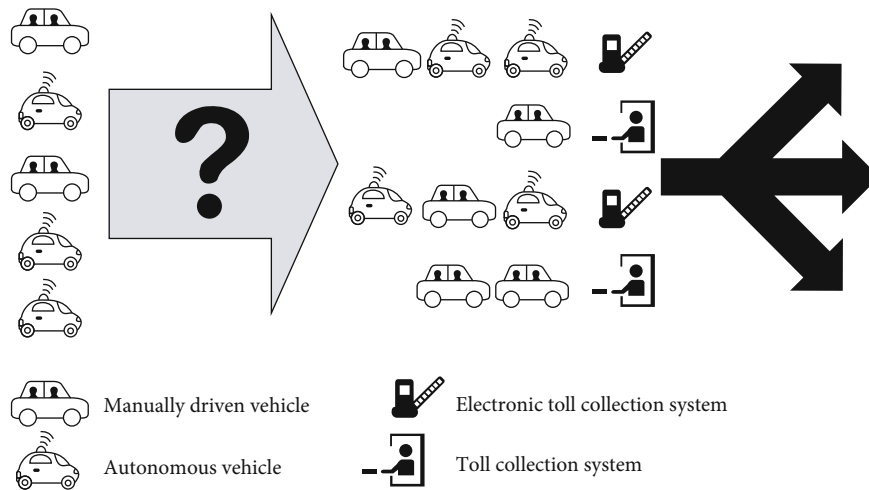 ?
Manually driven vehicle
Electronic toll collection system
Autonomous vehicle
Toll collection system